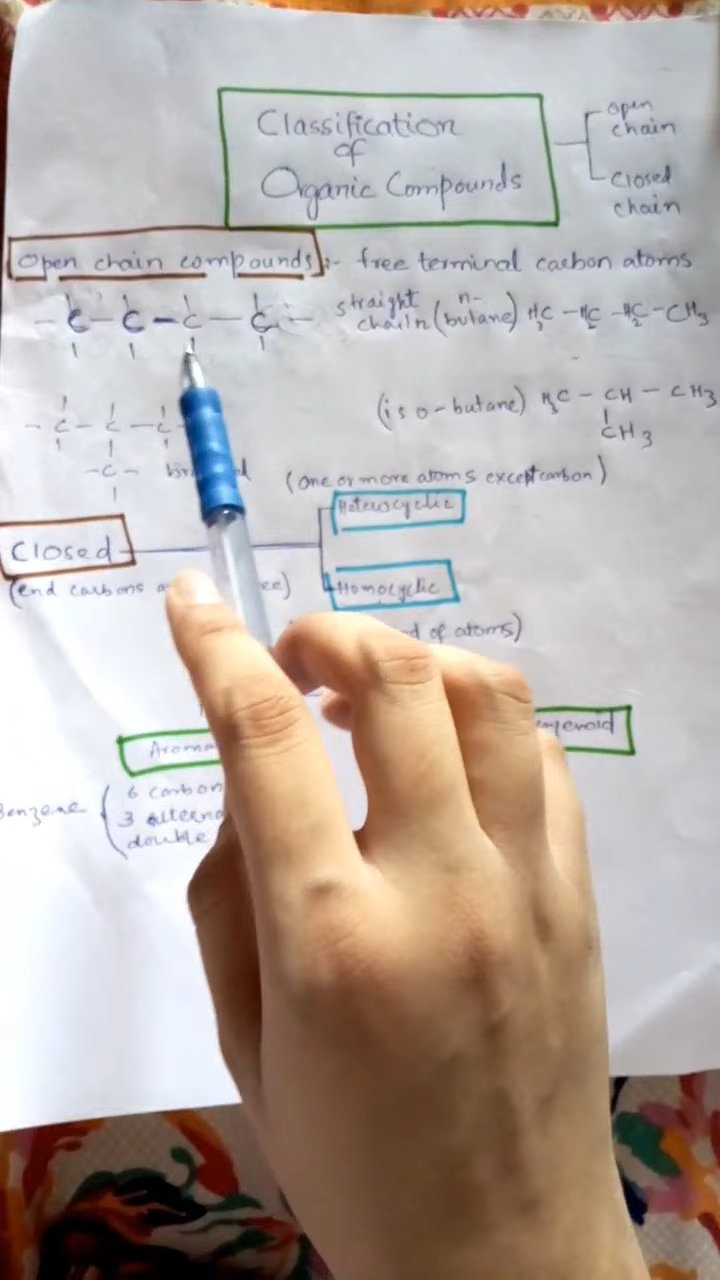 Classification
of
Organic Compounds
open
chain
closed
chain
Open chain compounds :- free terminal carbon atoms
- C - C - C - C - straight chain (n-butane) H3C - H2C - H2C - CH3
- C - C - C
(iso-butane) H3C - CH - CH3
CH3
- C -
(one or more atoms except carbon)
Heterocyclic
Closed
(end carbons
Homocyclic
of atoms)
Benzene
6 carbon
3
double